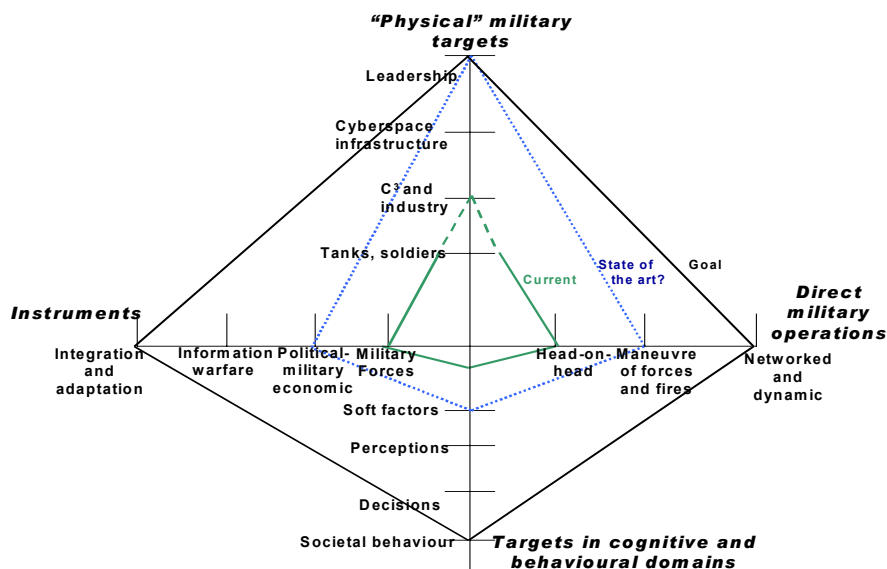 “Physical” military
targets
Leadership
Cyberspace
infrastructure
C³ and
industry
Tanks, soldiers
Current
State of
the art?
Goal
Instruments
Direct
military
operations
Integration
and
adaptation
Information
warfare
Political-
military
economic
Military
Forces
Head-on-
head
Maneuvre
of forces
and fires
Networked
and
dynamic
Soft factors
Perceptions
Decisions
Societal behaviour
Targets in cognitive and
behavioural domains